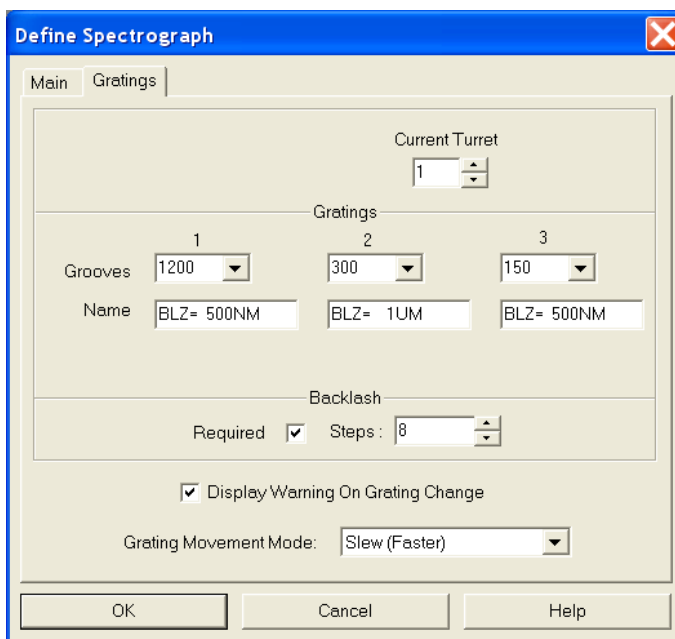 Define Spectrograph
Main Gratings
Current Turret
1
Gratings
1 2 3
Grooves 1200 300 150
Name BLZ= 500NM BLZ=   1UM BLZ= 500NM
Backlash
Required Steps : 8
Display Warning On Grating Change
Grating Movement Mode: Slew (Faster)
OK Cancel Help